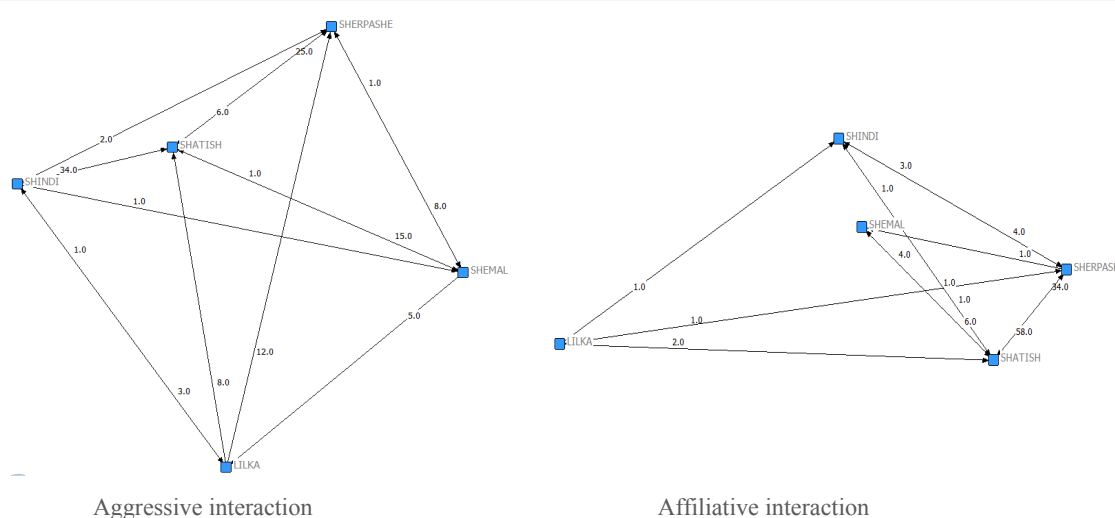 SHERPASHE
25.0
1.0
6.0
2.0
SHATISH
34.0
1.0
SHINDI
1.0
8.0
15.0
1.0
SHEMAL
5.0
12.0
8.0
3.0
LILKA
SHINDI
3.0
1.0
SHEMAL
4.0
4.0
1.0
SHERPASH
1.0
34.0
1.0
1.0
1.0
6.0
58.0
LILKA
2.0
SHATISH
Aggressive interaction
Affiliative interaction